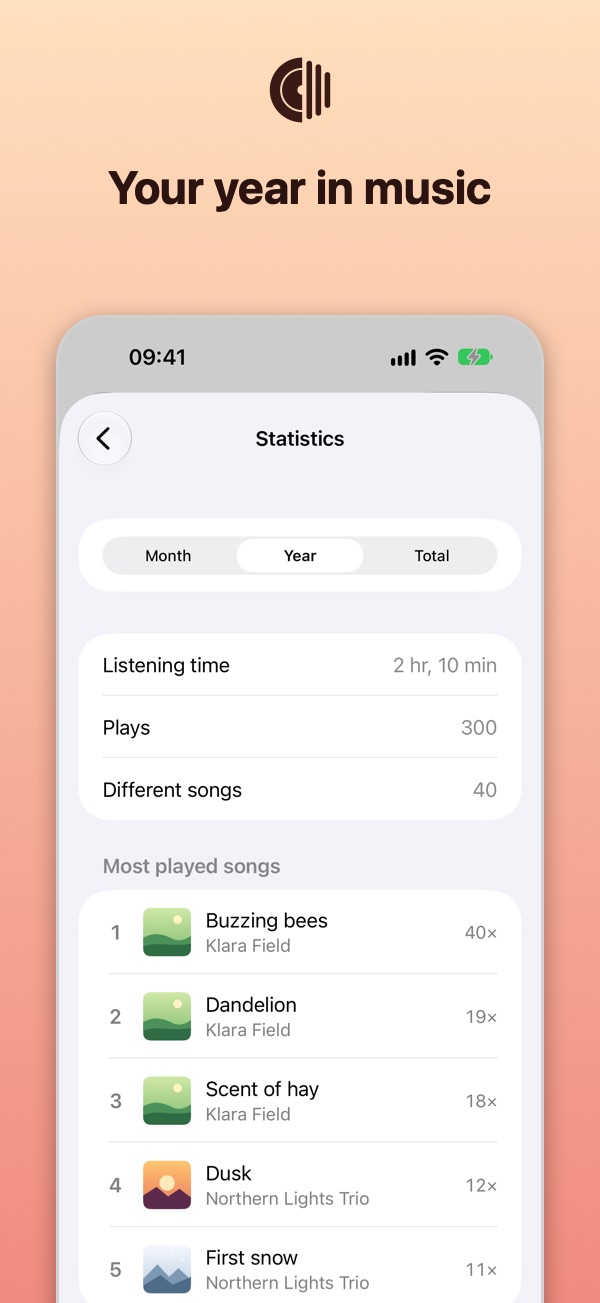 Your year in music
09:41
Statistics
Month Year Total
Listening time 2 hr, 10 min
Plays 300
Different songs 40
Most played songs
1 Buzzing bees 40×
Klara Field
2 Dandelion 19×
Klara Field
3 Scent of hay 18×
Klara Field
4 Dusk 12×
Northern Lights Trio
5 First snow 11×
Northern Lights Trio